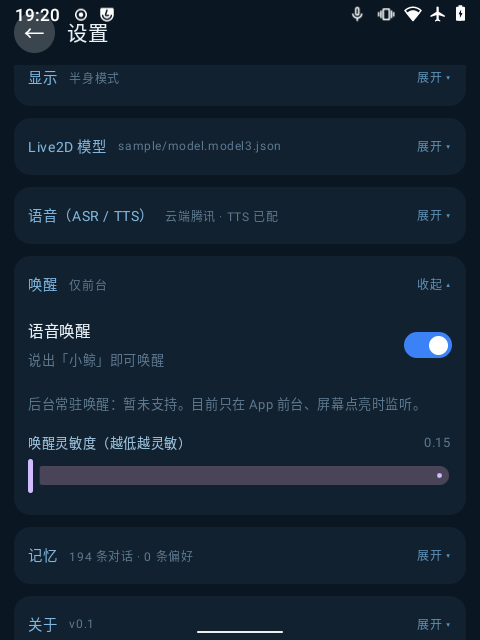 19:20
设置
显示 半身模式 展开
Live2D 模型 sample/model.model3.json 展开
语音（ASR / TTS） 云端腾讯 · TTS 已配 展开
唤醒 仅前台 收起
语音唤醒
说出「小鲸」即可唤醒
后台常驻唤醒：暂未支持。目前只在 App 前台、屏幕点亮时监听。
唤醒灵敏度（越低越灵敏） 0.15
记忆 194 条对话 · 0 条偏好 展开
关于 v0.1 展开